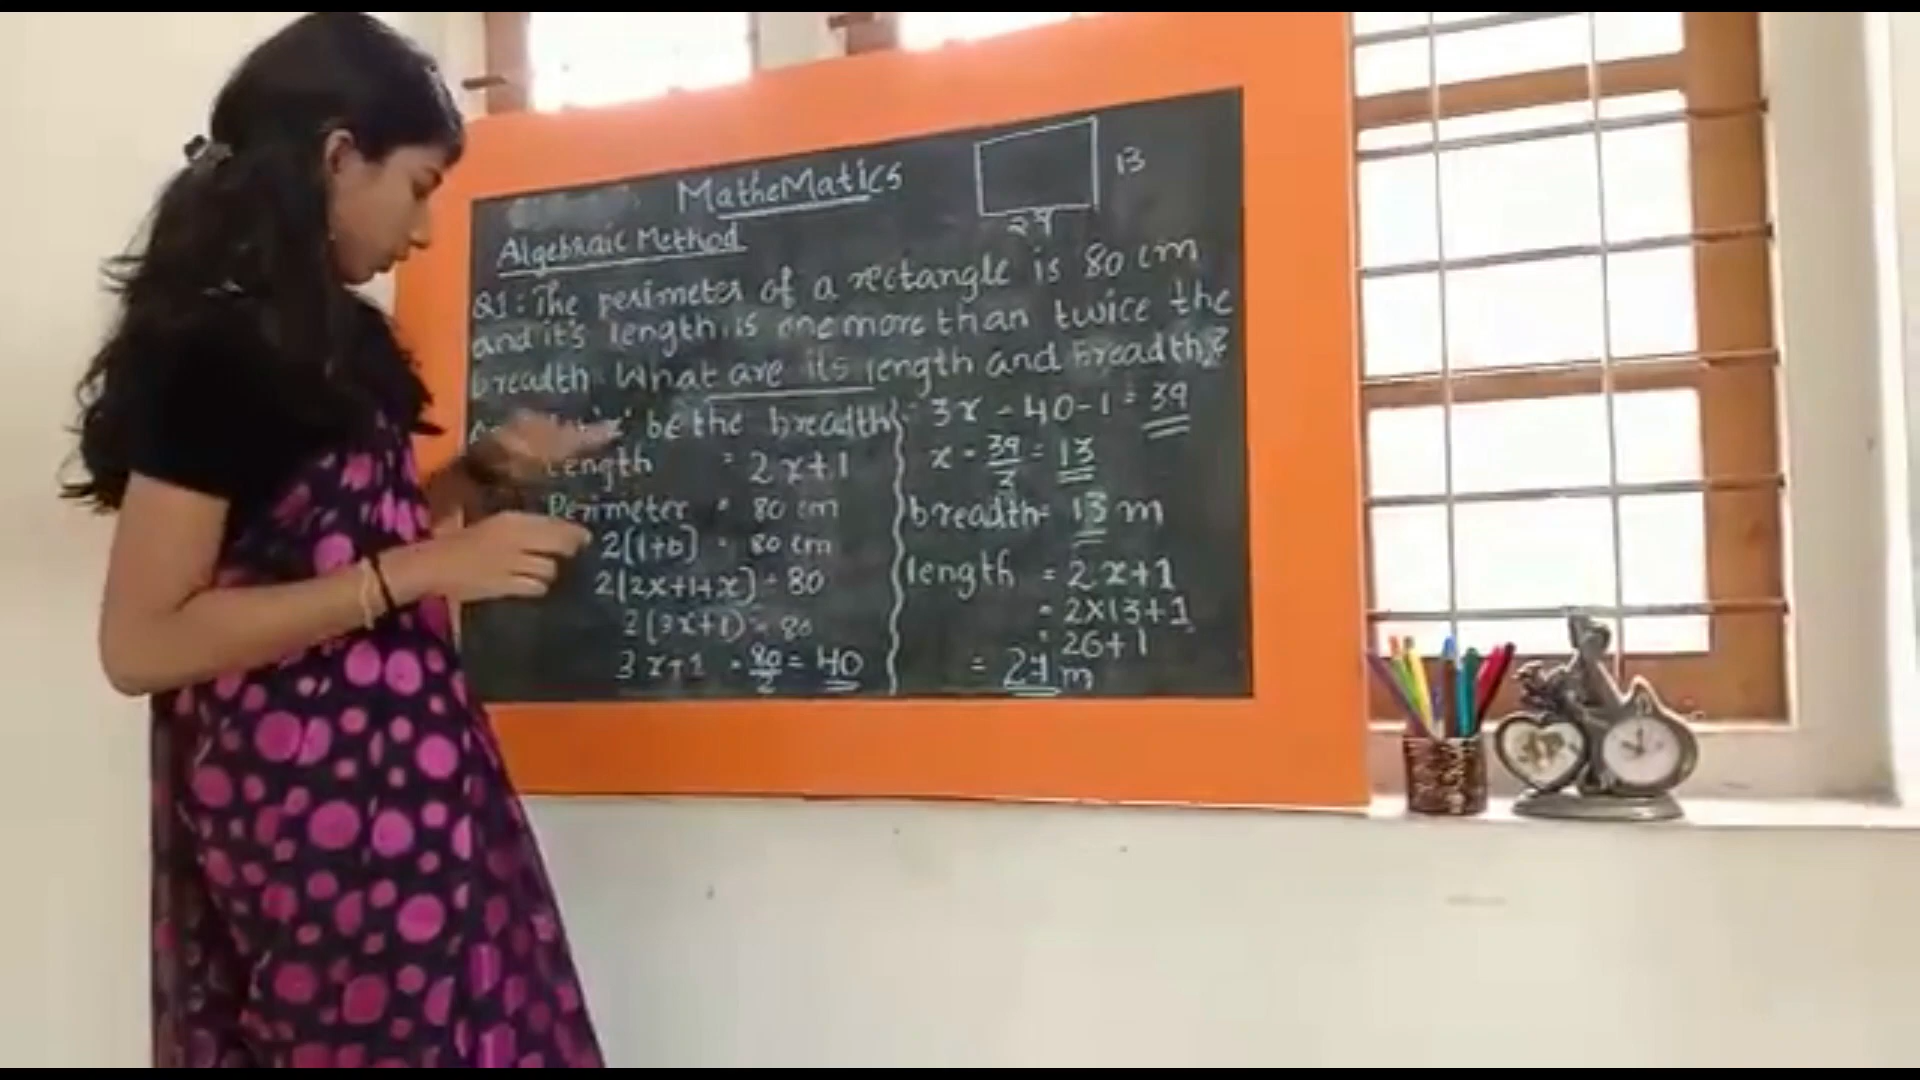 MatheMatics
13
27
Algebraic Method
Q1: The perimeter of a rectangle is 80 cm
and it's length is one more than twice the
breadth. What are its length and breadth?
'x' be the breadth
Length = 2x+1
Perimeter = 80 cm
2(l+b) = 80 cm
2(2x+1+x) = 80
2(3x+1) = 80
3x+1 = 80/2 = 40
3x = 40-1 = 39
x = 39/3 = 13
breadth = 13 m
length = 2x+1
= 2x13+1
= 26+1
= 27 m